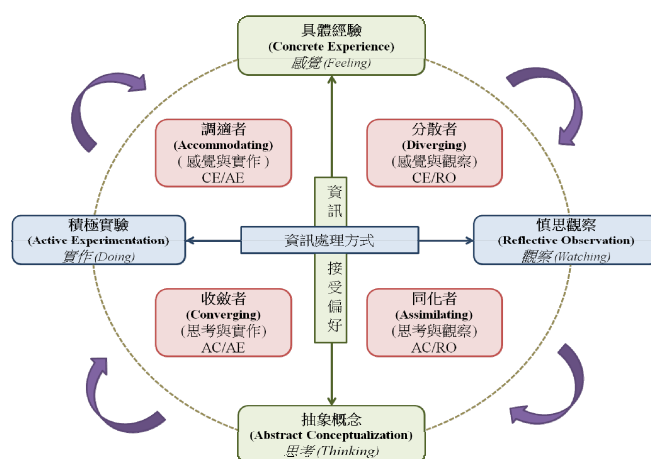 具體經驗
(Concrete Experience)
感覺 (Feeling)
調適者
(Accommodating)
( 感覺與實作 )
CE/AE
分散者
(Diverging)
(感覺與觀察)
CE/RO
資訊
積極實驗
(Active Experimentation)
實作 (Doing)
資訊處理方式
慎思觀察
(Reflective Observation)
觀察 (Watching)
接受偏好
收斂者
(Converging)
(思考與實作)
AC/AE
同化者
(Assimilating)
(思考與觀察)
AC/RO
抽象概念
(Abstract Conceptualization)
思考 (Thinking)